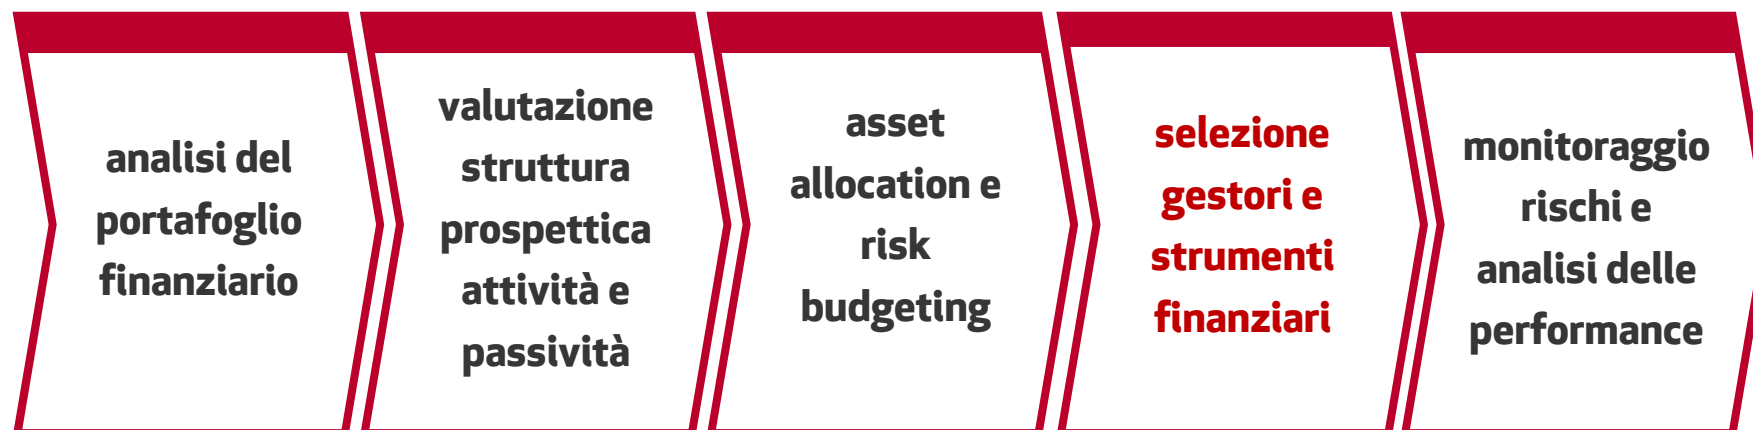 analisi del
portafoglio
finanziario
valutazione
struttura
prospettica
attività e
passività
asset
allocation e
risk
budgeting
selezione
gestori e
strumenti
finanziari
monitoraggio
rischi e
analisi delle
performance